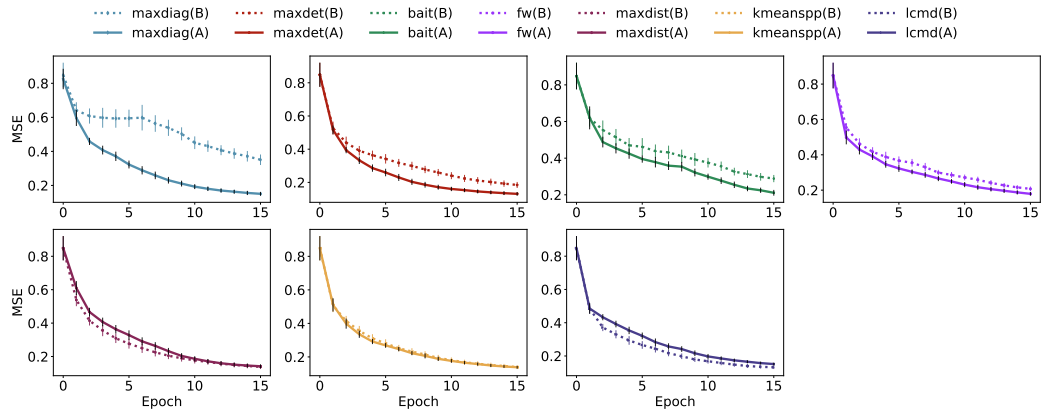 maxdiag(B) maxdet(B) bait(B) fw(B) maxdist(B) kmeanspp(B) lcmd(B)
maxdiag(A) maxdet(A) bait(A) fw(A) maxdist(A) kmeanspp(A) lcmd(A)
MSE
0.8
0.6
0.4
0.2
0 5 10 15
0.8
0.6
0.4
0.2
0 5 10 15
0.8
0.6
0.4
0.2
0 5 10 15
0.8
0.6
0.4
0.2
0 5 10 15
MSE
0.8
0.6
0.4
0.2
0 5 10 15
Epoch
0.8
0.6
0.4
0.2
0 5 10 15
Epoch
0.8
0.6
0.4
0.2
0 5 10 15
Epoch